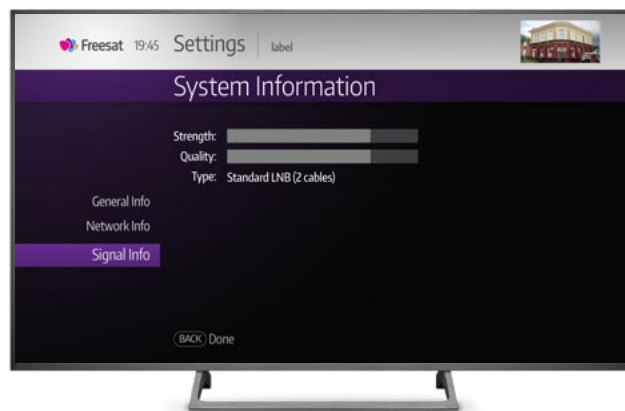 Freesat 19:45 Settings label
System Information
Strength:
Quality:
Type: Standard LNB (2 cables)
General Info
Network Info
Signal Info
BACK Done